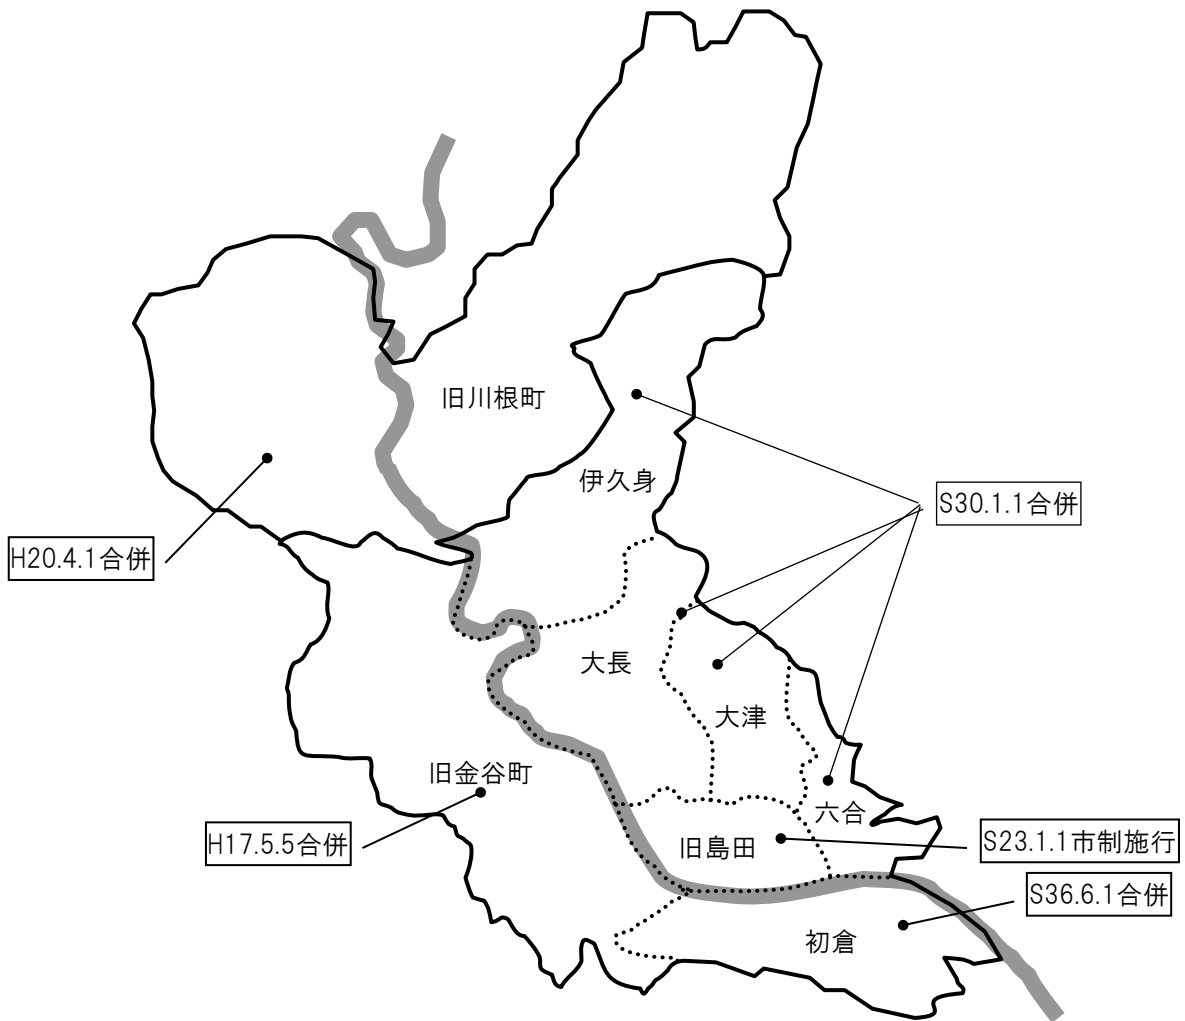 旧川根町
伊久身
S30.1.1合併
H20.4.1合併
大長
大津
旧金谷町
六合
H17.5.5合併
旧島田
S23.1.1市制施行
S36.6.1合併
初倉